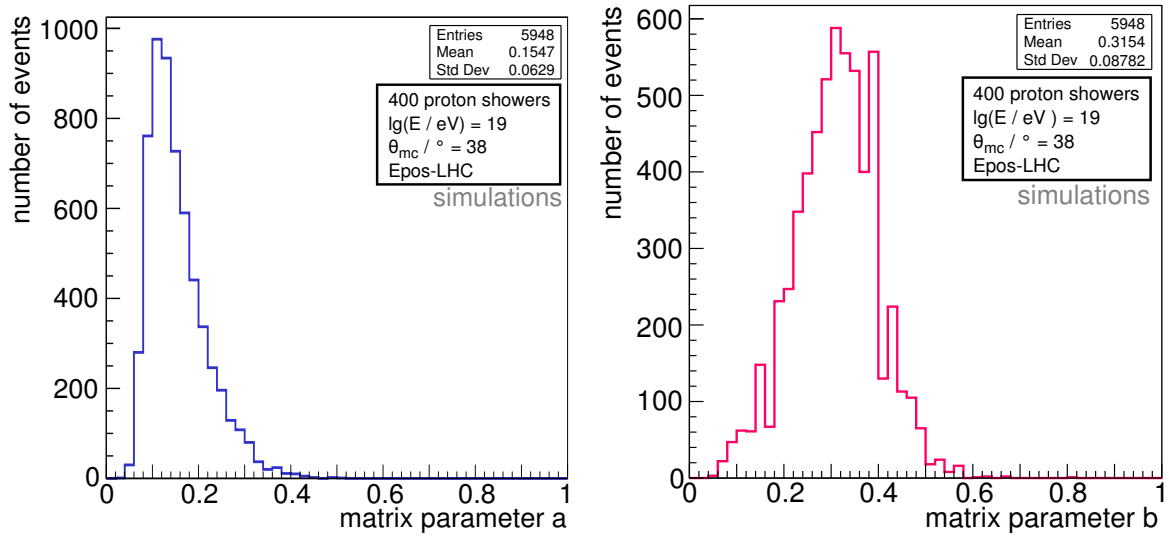 number of events
1000
800
600
400
200
0
0 0.2 0.4 0.6 0.8 1
matrix parameter a
Entries 5948
Mean 0.1547
Std Dev 0.0629
400 proton showers
lg(E / eV) = 19
θmc / ° = 38
Epos-LHC
simulations
number of events
600
500
400
300
200
100
0
0 0.2 0.4 0.6 0.8 1
matrix parameter b
Entries 5948
Mean 0.3154
Std Dev 0.08782
400 proton showers
lg(E / eV ) = 19
θmc / ° = 38
Epos-LHC
simulations